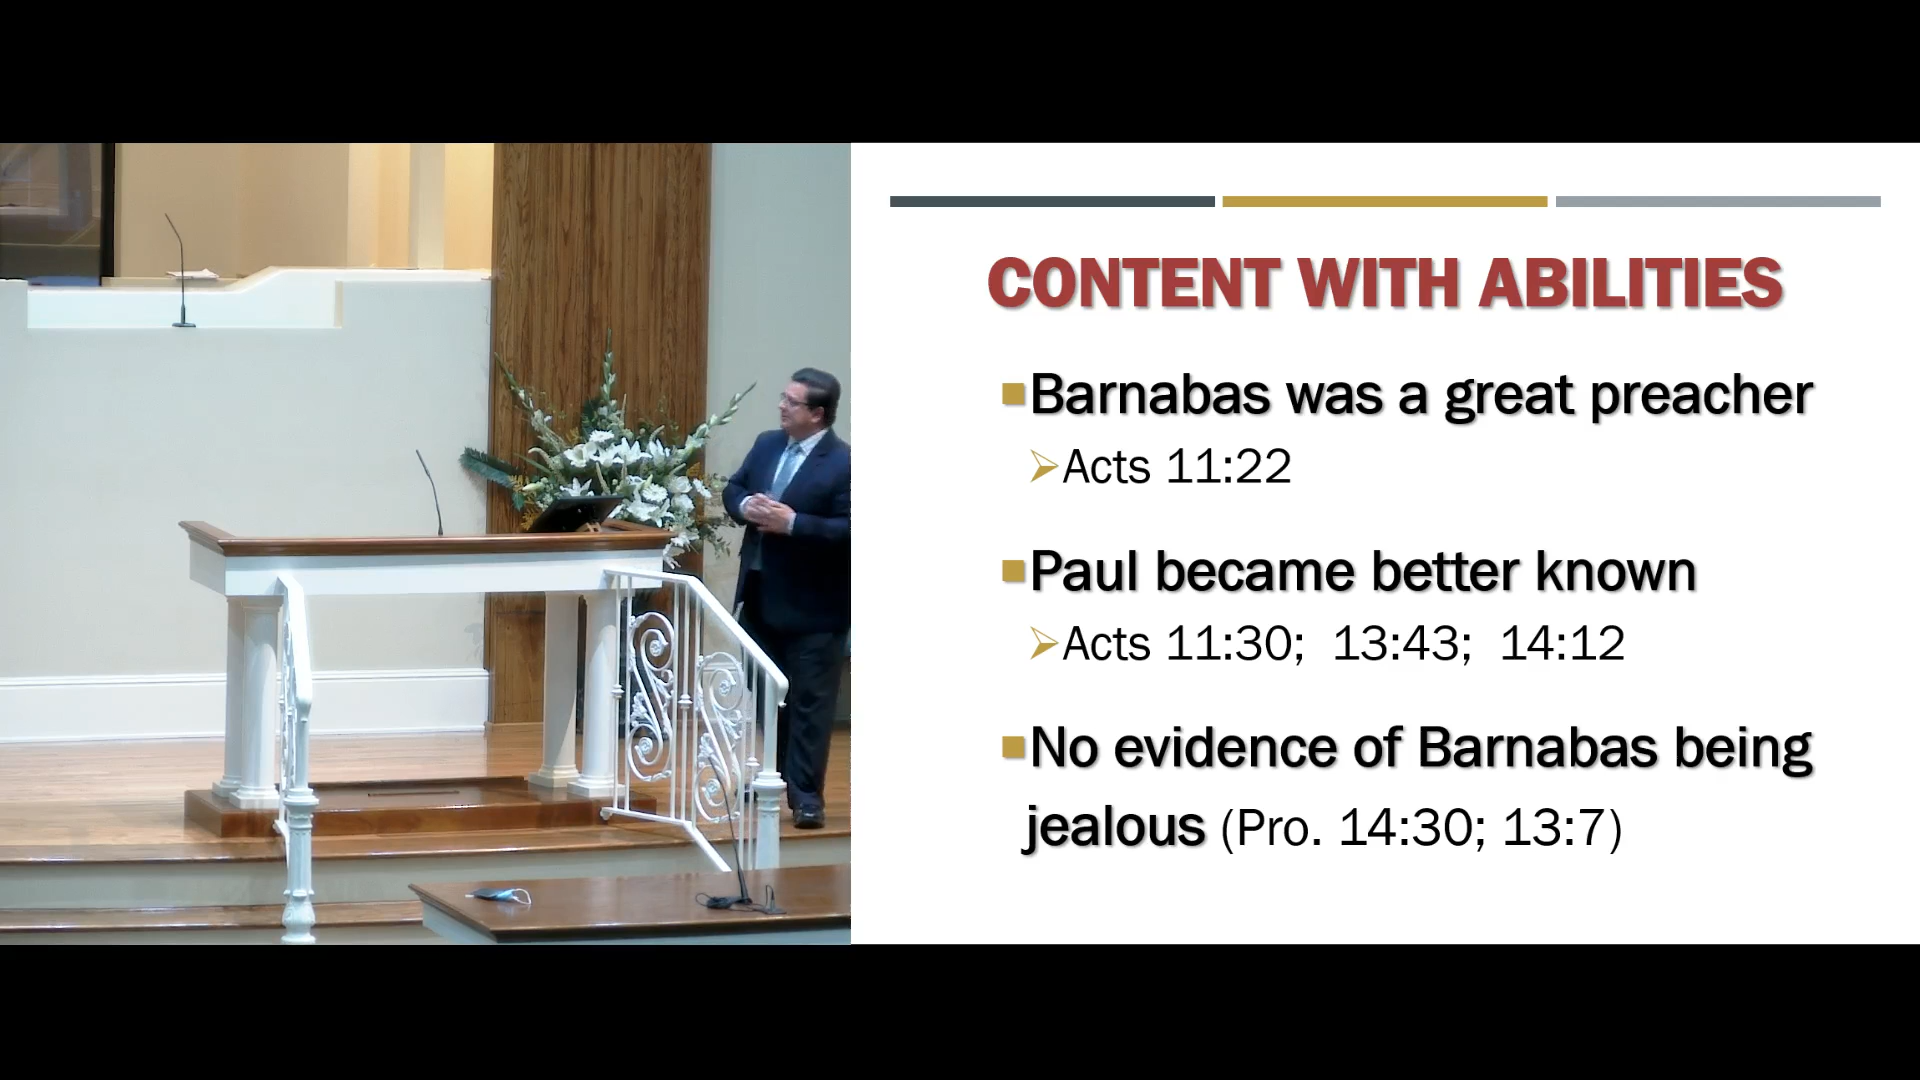 CONTENT WITH ABILITIES
Barnabas was a great preacher
Acts 11:22
Paul became better known
Acts 11:30; 13:43; 14:12
No evidence of Barnabas being
jealous (Pro. 14:30; 13:7)